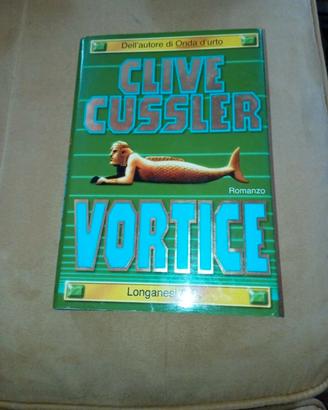 Dell'autore di Onda d'urto
CLIVE
CUSSLER
Romanzo
VORTICE
Longanesi